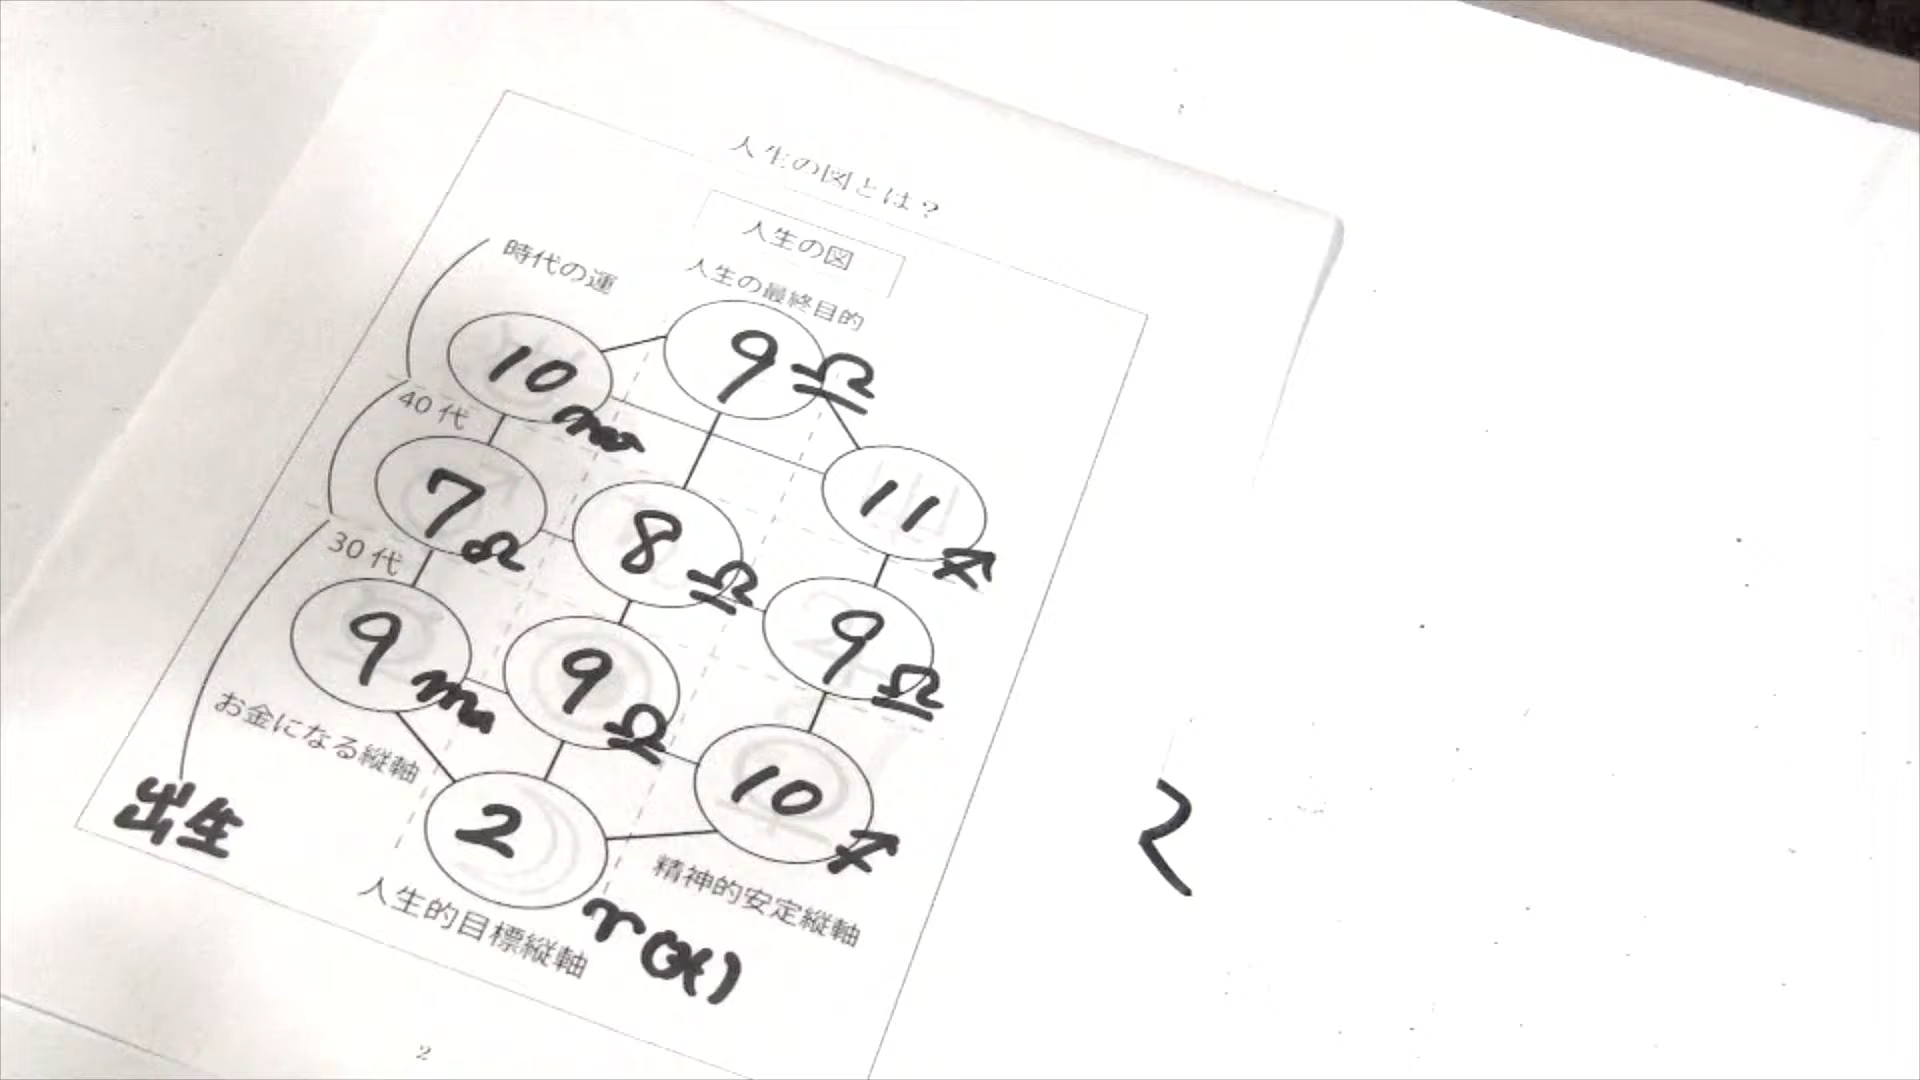 人生の図とは？
人生の図
時代の運
人生の最終目的
9 ♎
10 ♏
40代
11 ♐
7 ♌
8 ♎
30代
9 ♎
9 ♍
9 ♎
10 ♐
お金になる縦軸
2
出生
精神的安定縦軸
人生的目標縦軸
2